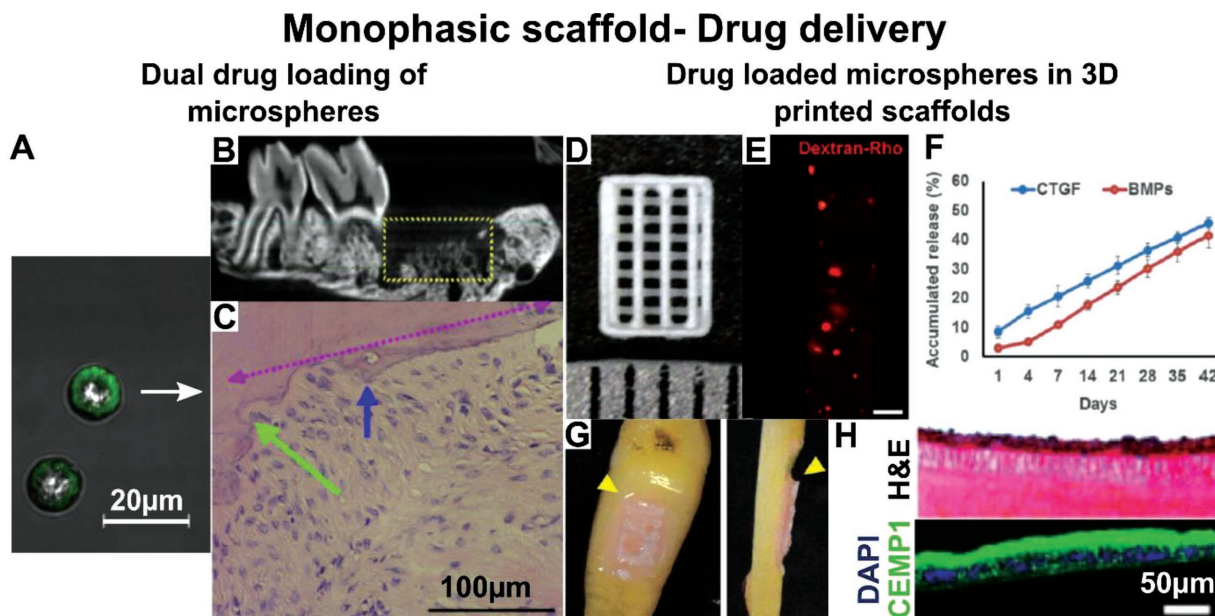 Monophasic scaffold- Drug delivery
Dual drug loading of
microspheres
Drug loaded microspheres in 3D
printed scaffolds
A
20µm
B
C
100µm
D
E
Dextran-Rho
F
CTGF
BMPs
Accumulated release (%)
60
50
40
30
20
10
0
1 4 7 14 21 28 35 42
Days
G
H
H&E
DAPI
CEMP1
50µm